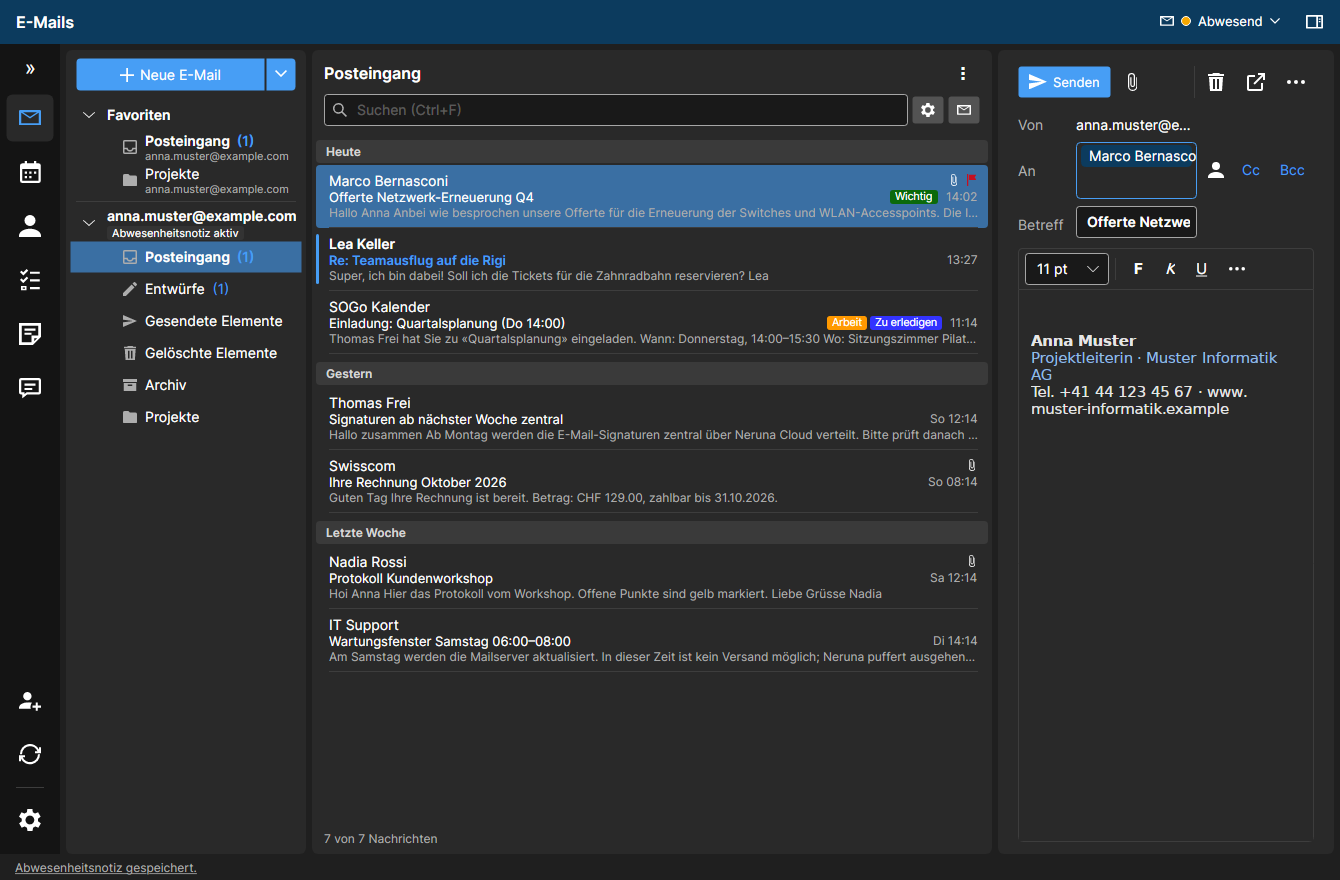 E-Mails
Abwesend
Neue E-Mail
Favoriten
Posteingang (1)
anna.muster@example.com
Projekte
anna.muster@example.com
anna.muster@example.com
Abwesenheitsnotiz aktiv
Posteingang (1)
Entwürfe (1)
Gesendete Elemente
Gelöschte Elemente
Archiv
Projekte
Posteingang
Suchen (Ctrl+F)
Heute
Marco Bernasconi
Offerte Netzwerk-Erneuerung Q4 Wichtig 14:02
Hallo Anna Anbei wie besprochen unsere Offerte für die Erneuerung der Switches und WLAN-Accesspoints. Die l...
Lea Keller
Re: Teamausflug auf die Rigi 13:27
Super, ich bin dabei! Soll ich die Tickets für die Zahnradbahn reservieren? Lea
SOGo Kalender
Einladung: Quartalsplanung (Do 14:00) Arbeit Zu erledigen 11:14
Thomas Frei hat Sie zu «Quartalsplanung» eingeladen. Wann: Donnerstag, 14:00–15:30 Wo: Sitzungszimmer Pilat...
Gestern
Thomas Frei
Signaturen ab nächster Woche zentral So 12:14
Hallo zusammen Ab Montag werden die E-Mail-Signaturen zentral über Neruna Cloud verteilt. Bitte prüft danach ...
Swisscom
Ihre Rechnung Oktober 2026 So 08:14
Guten Tag Ihre Rechnung ist bereit. Betrag: CHF 129.00, zahlbar bis 31.10.2026.
Letzte Woche
Nadia Rossi
Protokoll Kundenworkshop Sa 12:14
Hoi Anna Hier das Protokoll vom Workshop. Offene Punkte sind gelb markiert. Liebe Grüsse Nadia
IT Support
Wartungsfenster Samstag 06:00–08:00 Di 14:14
Am Samstag werden die Mailserver aktualisiert. In dieser Zeit ist kein Versand möglich; Neruna puffert ausgehen...
7 von 7 Nachrichten
Senden
Von anna.muster@e...
An Marco Bernasco Cc Bcc
Betreff Offerte Netzwe
11 pt F K U
Anna Muster
Projektleiterin · Muster Informatik
AG
Tel. +41 44 123 45 67 · www.
muster-informatik.example
Abwesenheitsnotiz gespeichert.